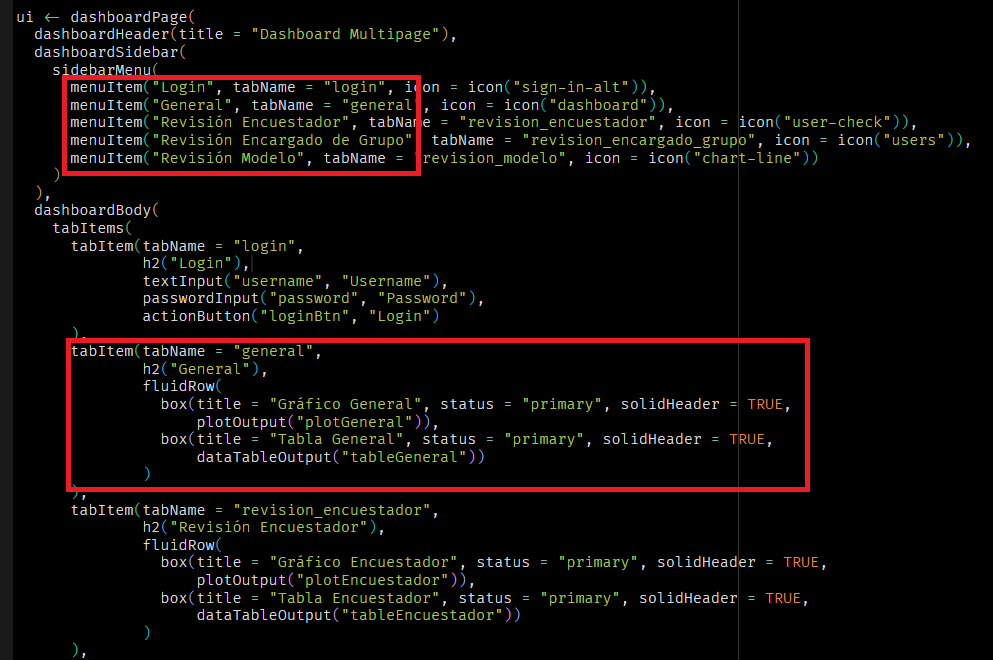 ui <- dashboardPage(
  dashboardHeader(title = "Dashboard Multipage"),
  dashboardSidebar(
    sidebarMenu(
      menuItem("Login", tabName = "login", icon = icon("sign-in-alt")),
      menuItem("General", tabName = "general", icon = icon("dashboard")),
      menuItem("Revisión Encuestador", tabName = "revision_encuestador", icon = icon("user-check")),
      menuItem("Revisión Encargado de Grupo", tabName = "revision_encargado_grupo", icon = icon("users")),
      menuItem("Revisión Modelo", tabName = "revision_modelo", icon = icon("chart-line"))
    )
  ),
  dashboardBody(
    tabItems(
      tabItem(tabName = "login",
              h2("Login"),
              textInput("username", "Username"),
              passwordInput("password", "Password"),
              actionButton("loginBtn", "Login")
      ),
      tabItem(tabName = "general",
              h2("General"),
              fluidRow(
                box(title = "Gráfico General", status = "primary", solidHeader = TRUE,
                    plotOutput("plotGeneral")),
                box(title = "Tabla General", status = "primary", solidHeader = TRUE,
                    dataTableOutput("tableGeneral"))
              )
      ),
      tabItem(tabName = "revision_encuestador",
              h2("Revisión Encuestador"),
              fluidRow(
                box(title = "Gráfico Encuestador", status = "primary", solidHeader = TRUE,
                    plotOutput("plotEncuestador")),
                box(title = "Tabla Encuestador", status = "primary", solidHeader = TRUE,
                    dataTableOutput("tableEncuestador"))
              )
      ),